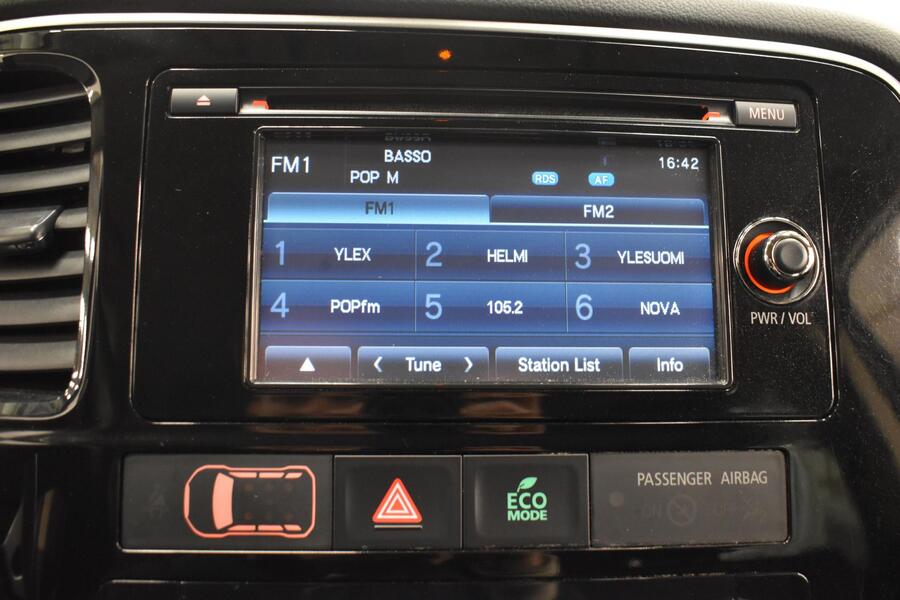 MENU
FM1
BASSO
16:42
POP M
RDS
AF
FM1
FM2
1 YLEX
2 HELMI
3 YLESUOMI
4 POPfm
5 105.2
6 NOVA
Tune
Station List
Info
PWR / VOL
PASSENGER AIRBAG
ECO
MODE